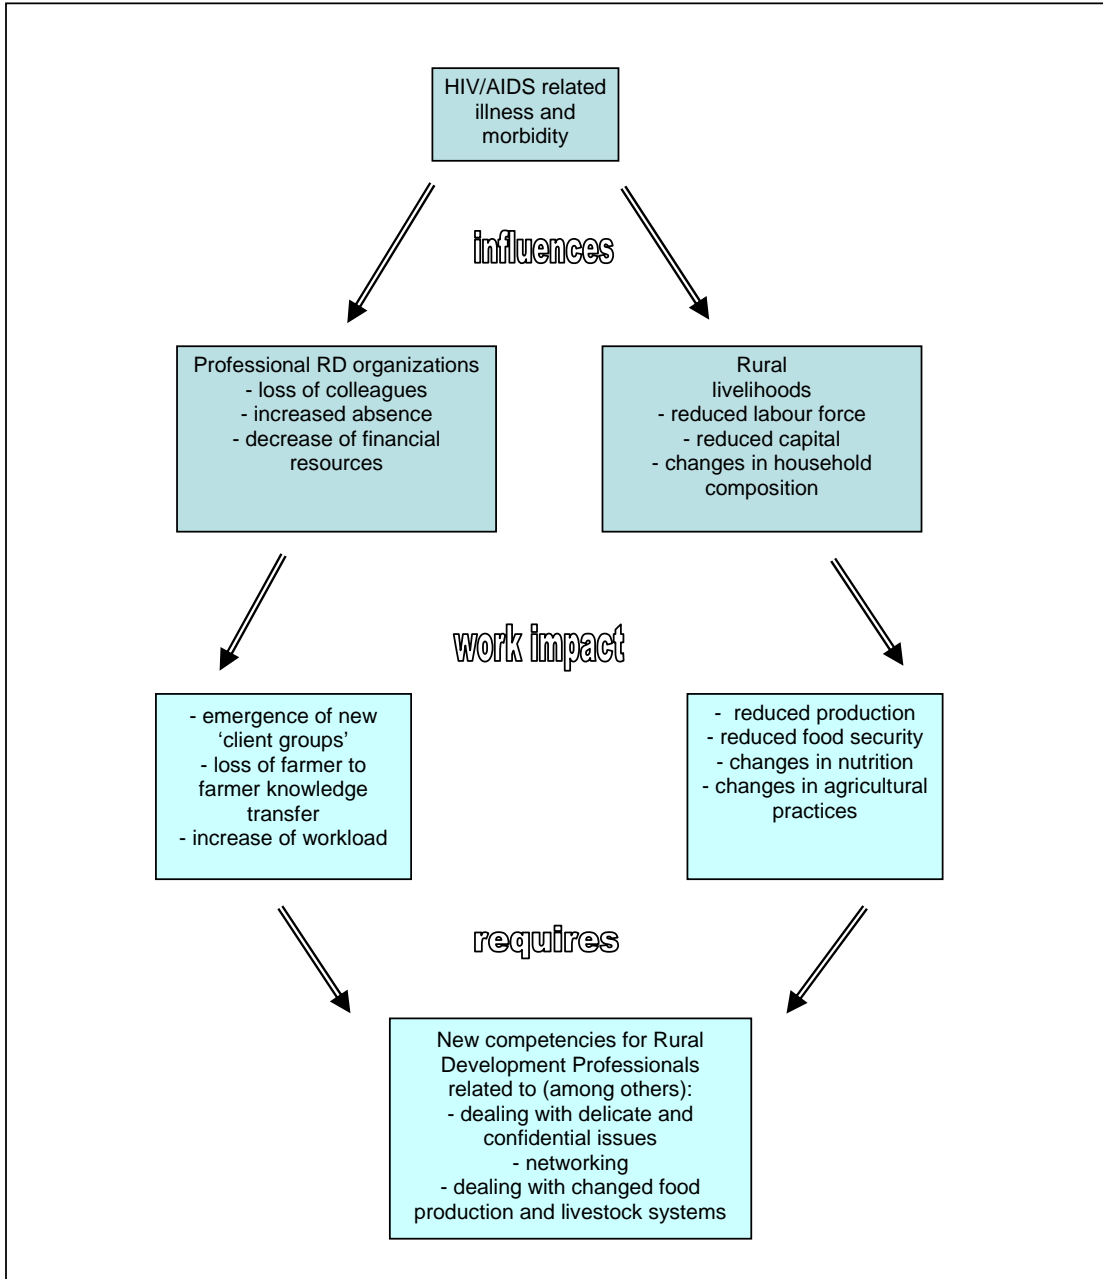 HIV/AIDS related
illness and
morbidity
influences
Professional RD organizations
- loss of colleagues
- increased absence
- decrease of financial
resources
Rural
livelihoods
- reduced labour force
- reduced capital
- changes in household
composition
work impact
- emergence of new
‘client groups’
- loss of farmer to
farmer knowledge
transfer
- increase of workload
- reduced production
- reduced food security
- changes in nutrition
- changes in agricultural
practices
requires
New competencies for Rural
Development Professionals
related to (among others):
- dealing with delicate and
confidential issues
- networking
- dealing with changed food
production and livestock systems